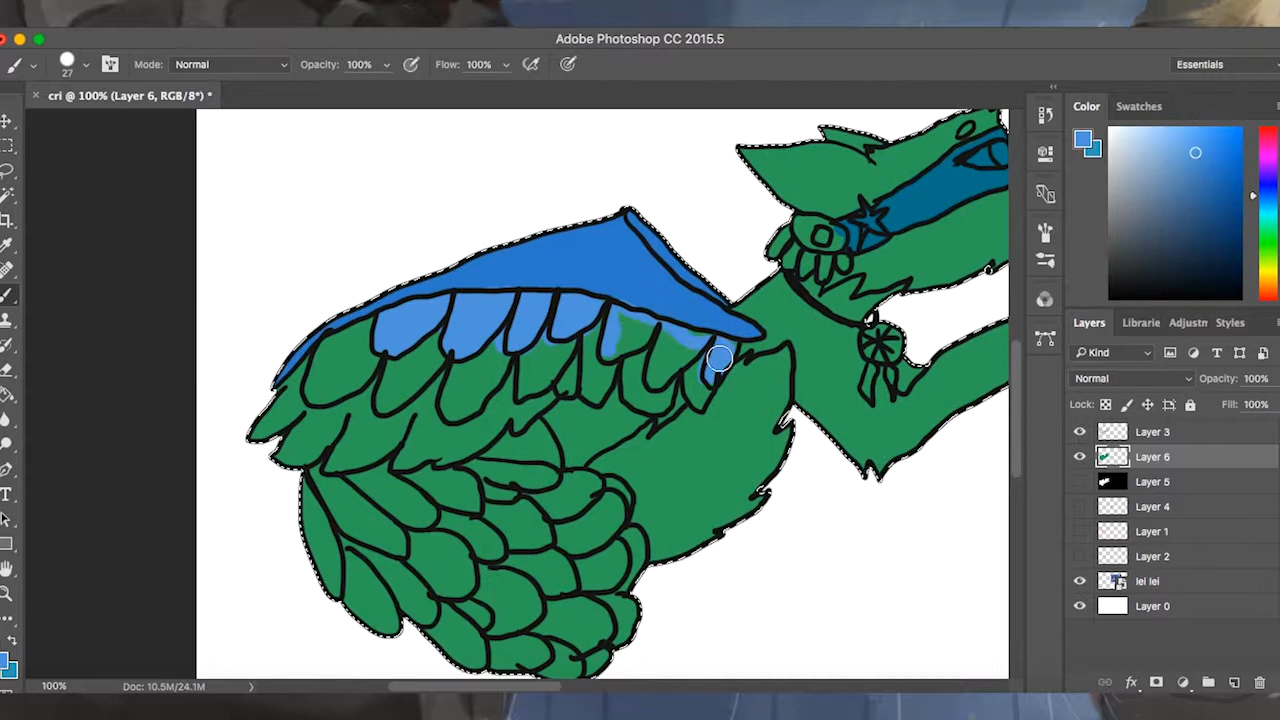 Adobe Photoshop CC 2015.5
27 Mode: Normal Opacity: 100% Flow: 100% Essentials
× cri @ 100% (Layer 6, RGB/8*) *
Color Swatches
Layers Librarie Adjustn Styles
Kind
Normal Opacity: 100%
Lock: Fill: 100%
Layer 3
Layer 6
Layer 5
Layer 4
Layer 1
Layer 2
lei lei
Layer 0
100% Doc: 10.5M/24.1M